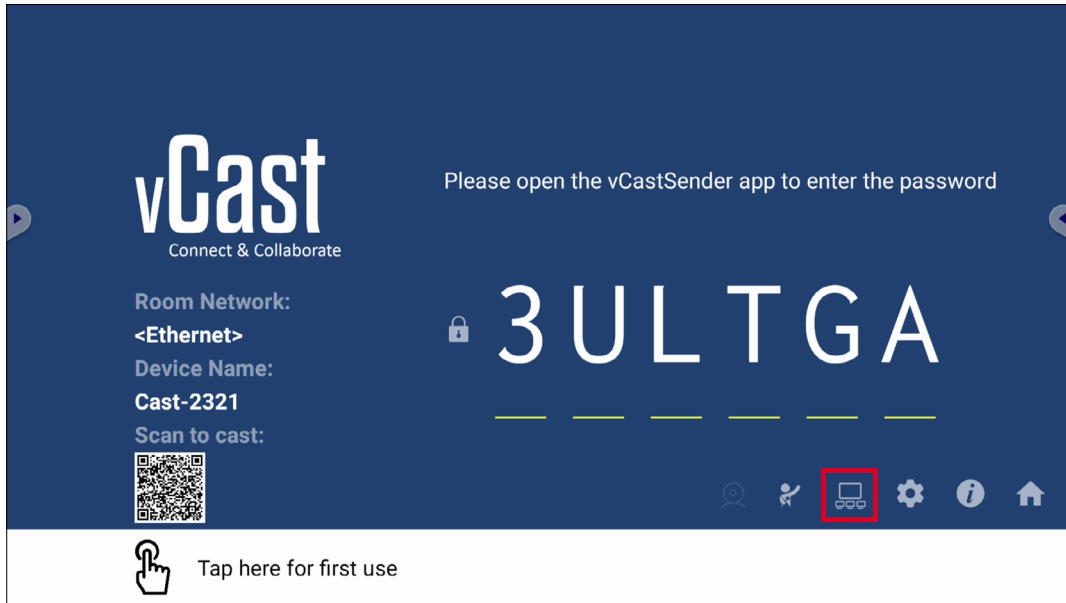 vCast
Connect & Collaborate
Please open the vCastSender app to enter the password
Room Network:
<Ethernet>
Device Name:
Cast-2321
Scan to cast:
3ULTGA
Tap here for first use